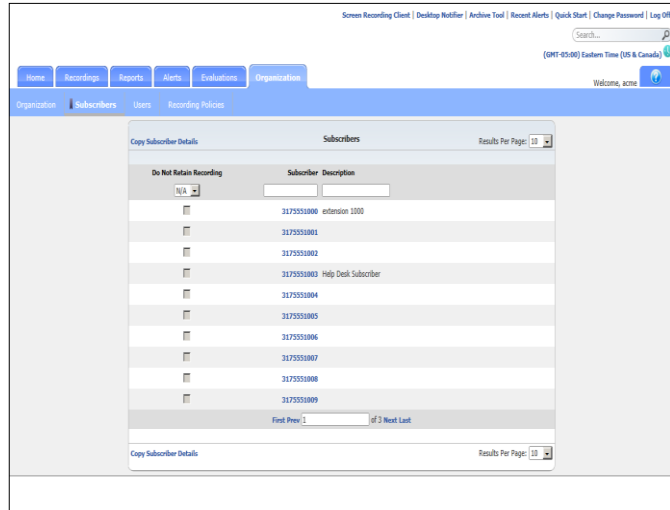 Screen Recording Client | Desktop Notifier | Archive Tool | Recent Alerts | Quick Start | Change Password | Log Off
Search...
(GMT-05:00) Eastern Time (US & Canada)
Home Recordings Reports Alerts Evaluations Organization
Welcome, acme
Organization Subscribers Users Recording Policies
Copy Subscriber Details Subscribers Results Per Page: 10
Do Not Retain Recording Subscriber Description
N/A
3175551000 extension 1000
3175551001
3175551002
3175551003 Help Desk Subscriber
3175551004
3175551005
3175551006
3175551007
3175551008
3175551009
First Prev 1 of 3 Next Last
Copy Subscriber Details Results Per Page: 10